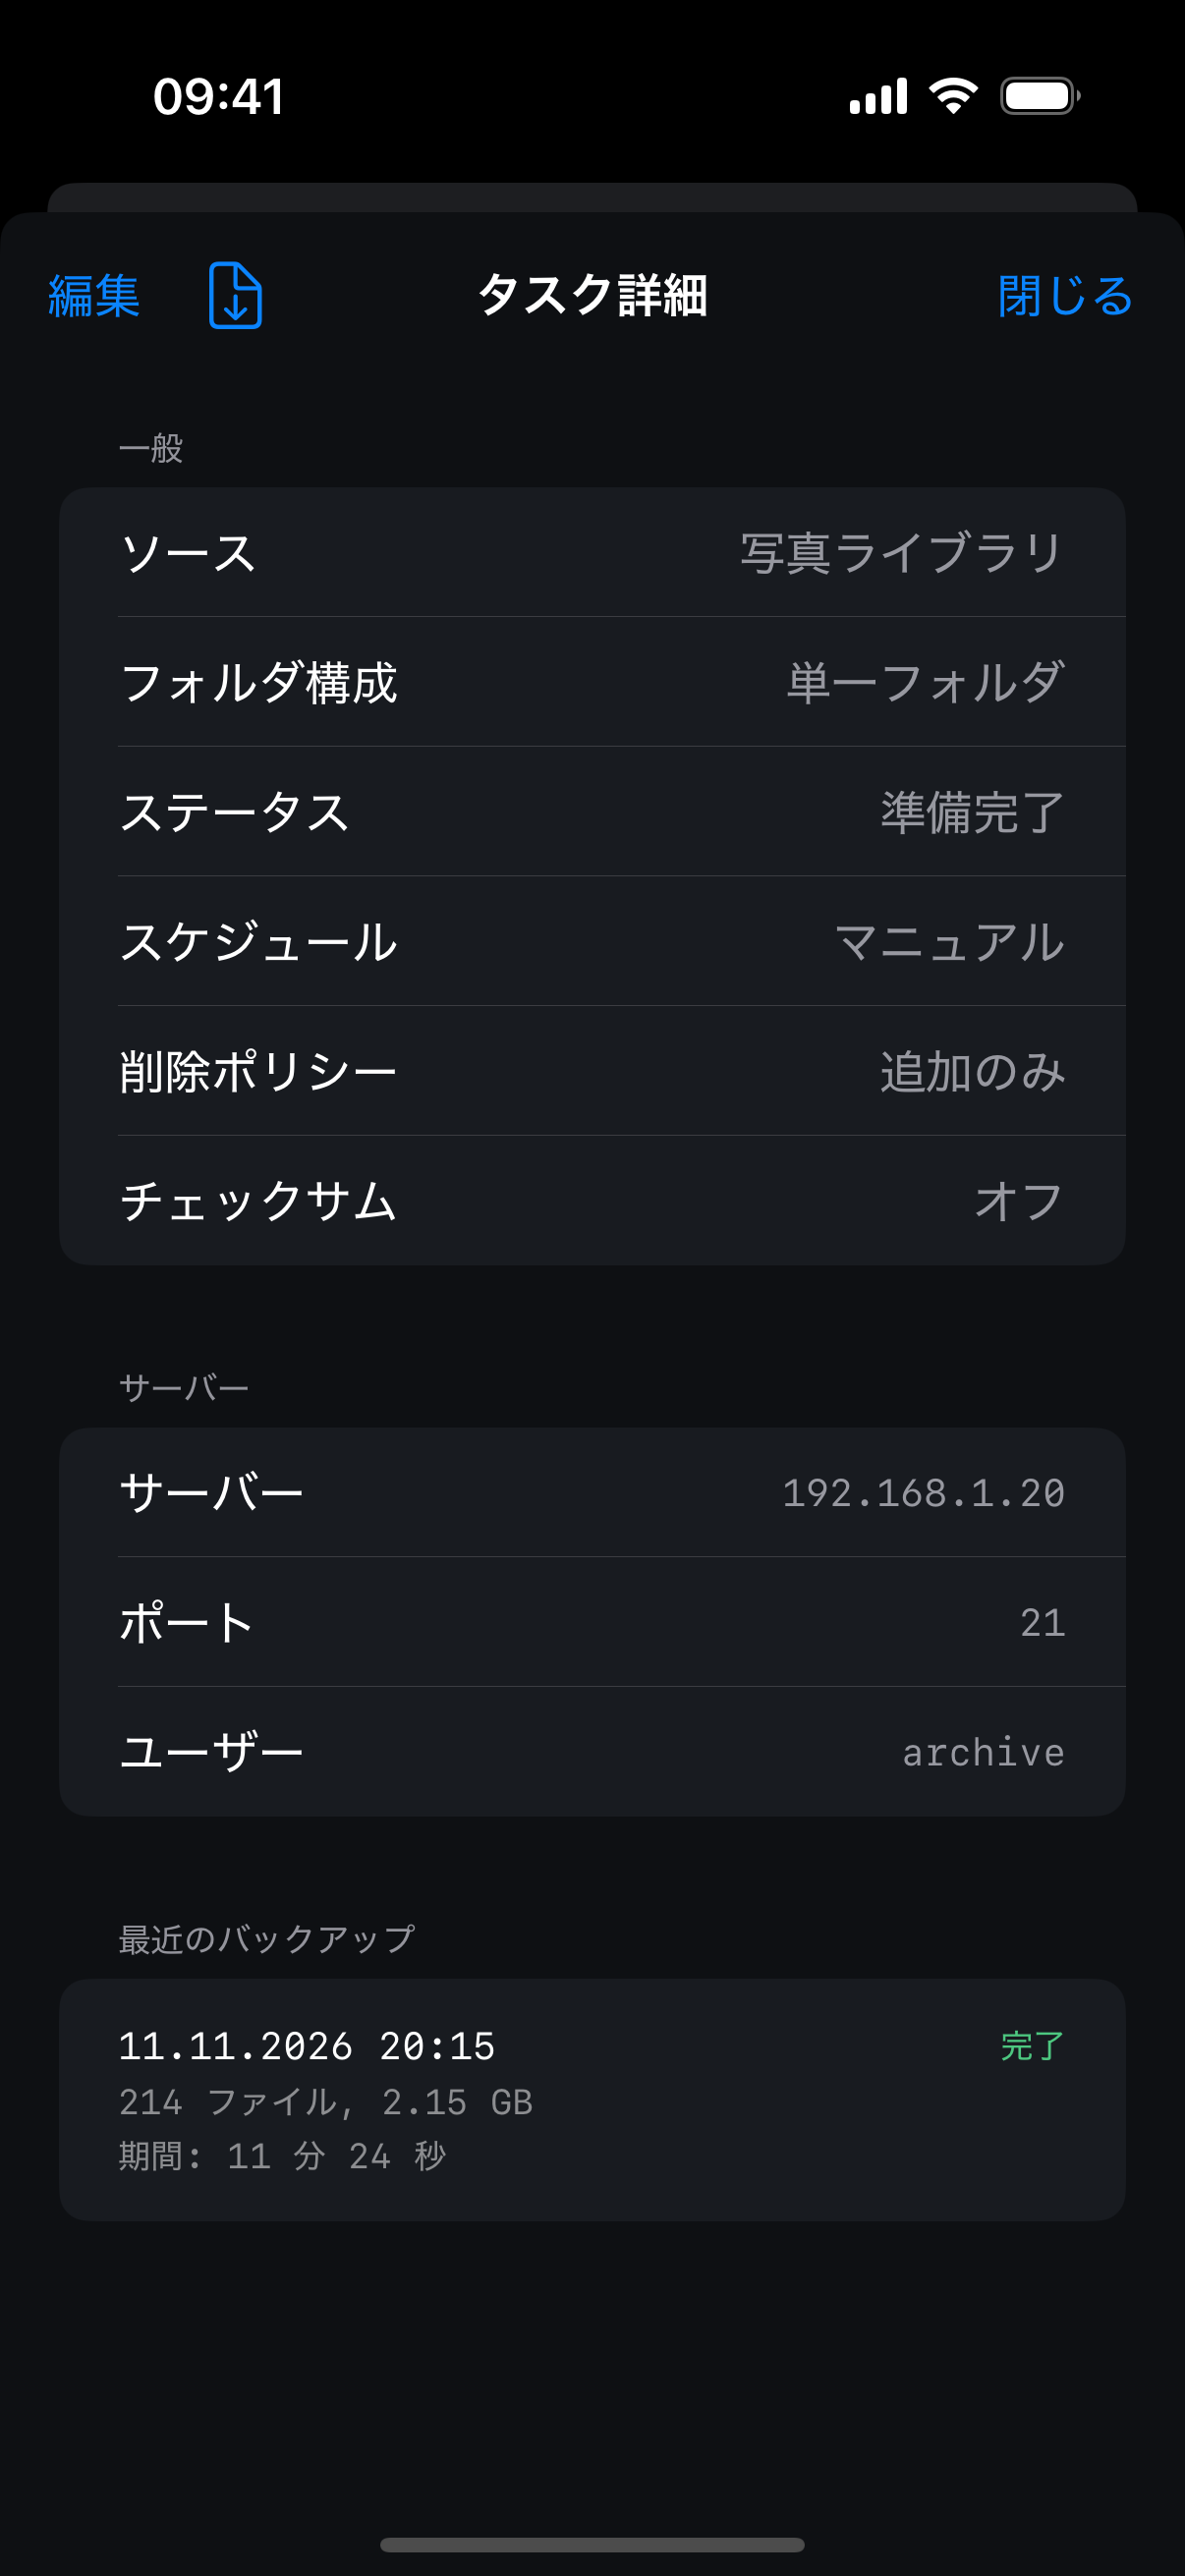 09:41
編集
タスク詳細
閉じる
一般
ソース 写真ライブラリ
フォルダ構成 単一フォルダ
ステータス 準備完了
スケジュール マニュアル
削除ポリシー 追加のみ
チェックサム オフ
サーバー
サーバー 192.168.1.20
ポート 21
ユーザー archive
最近のバックアップ
11.11.2026 20:15 完了
214 ファイル, 2.15 GB
期間: 11 分 24 秒